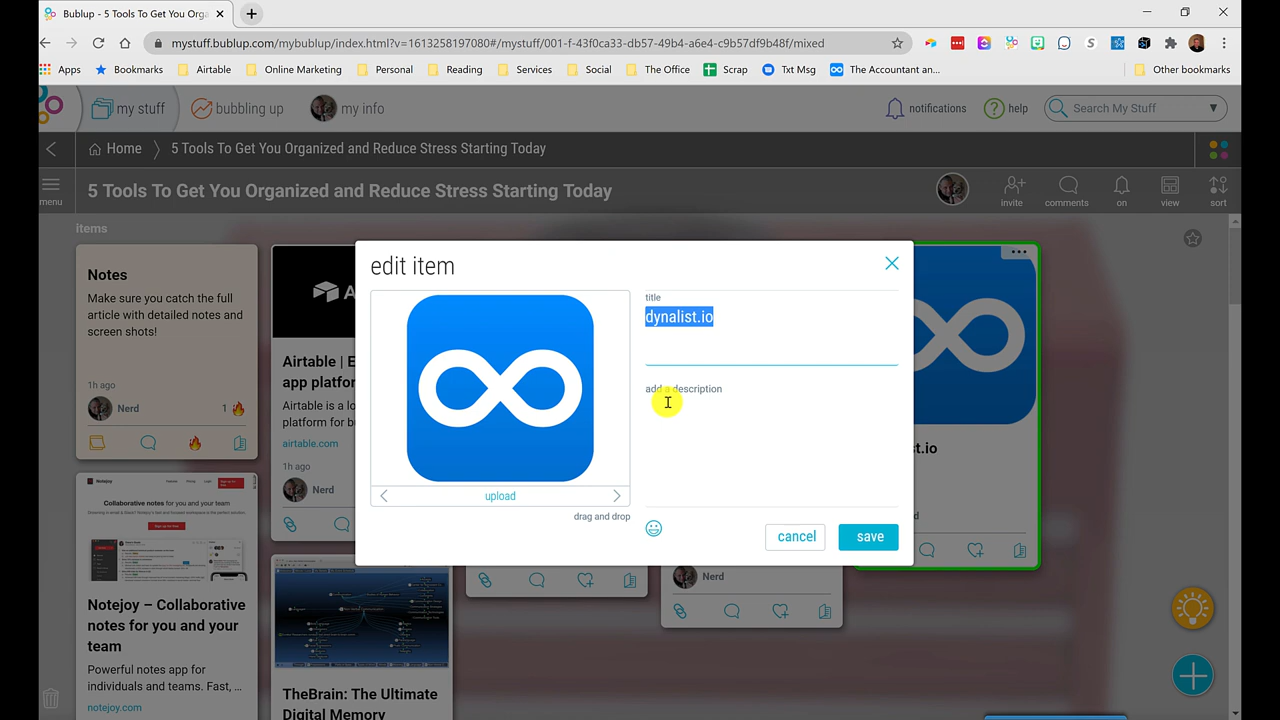 Bublup - 5 Tools To Get You Orga
mystuff.bublup.com/mybublup/index.html?v=1613258197080#/mystuff/001-f-43f0ca33-db57-49b4-a6e4-c9b57df9b48f/mixed
Apps
Bookmarks
Airtable
Online Marketing
Personal
Reading
Services
Social
The Office
Scrap
Txt Msg
The Accountant an...
Other bookmarks
my stuff
bubbling up
my info
notifications
help
Search My Stuff
Home
5 Tools To Get You Organized and Reduce Stress Starting Today
menu
5 Tools To Get You Organized and Reduce Stress Starting Today
invite
comments
on
view
sort
items
Notes
Make sure you catch the full
article with detailed notes and
screen shots!
1h ago
Nerd
1
Airtable | E
app platfor
Airtable is a lo
platform for bu
airtable.com
1h ago
Nerd
edit item
upload
drag and drop
title
dynalist.io
add a description
cancel
save
st.io
Nerd
Notejoy
Collaborative notes for you and your team
Notejoy – Collaborative
notes for you and your
team
Powerful notes app for
individuals and teams. Fast, ...
notejoy.com
TheBrain: The Ultimate
Digital Memory